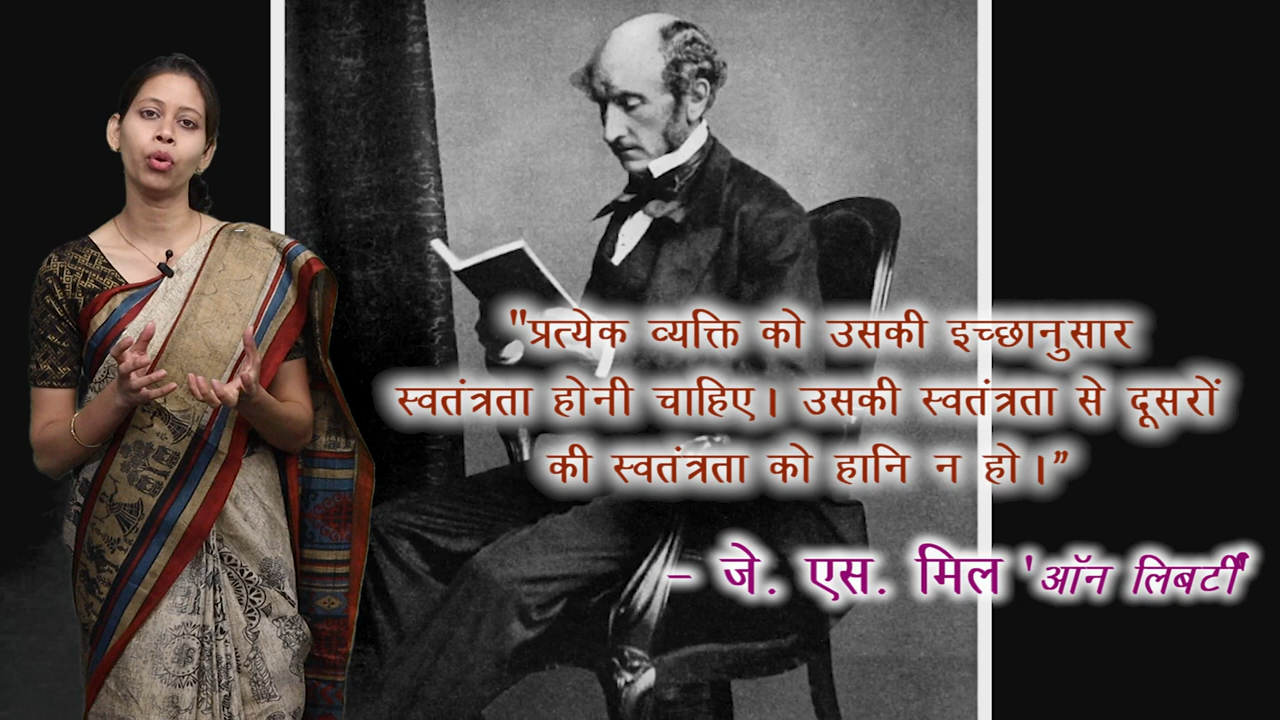 "प्रत्येक व्यक्ति को उसकी इच्छानुसार
स्वतंत्रता होनी चाहिए। उसकी स्वतंत्रता से दूसरों
की स्वतंत्रता को हानि न हो।”
– जे. एस. मिल 'ऑन लिबर्टी'